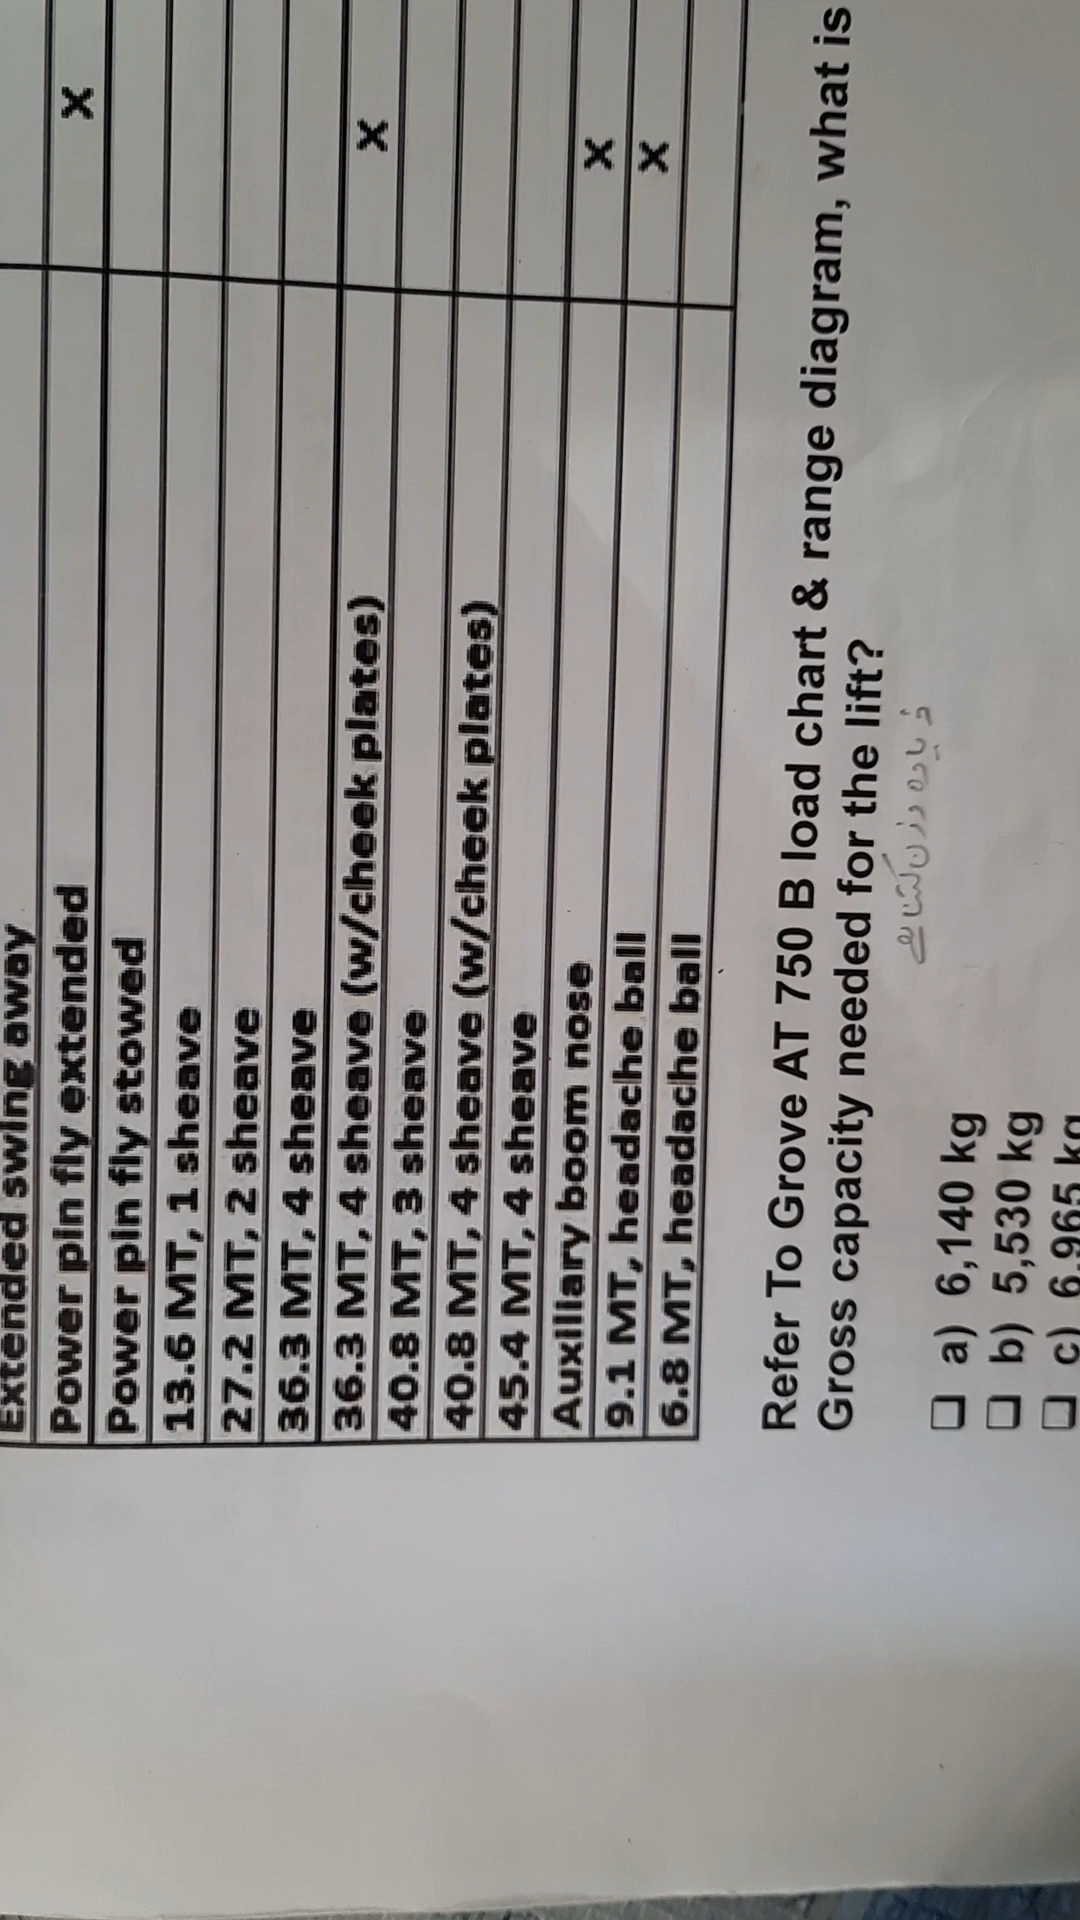 Extended swing away
Power pin fly extended X
Power pin fly stowed
13.6 MT, 1 sheave
27.2 MT, 2 sheave
36.3 MT, 4 sheave
36.3 MT, 4 sheave (w/cheek plates) X
40.8 MT, 3 sheave
40.8 MT, 4 sheave (w/cheek plates)
45.4 MT, 4 sheave
Auxiliary boom nose
9.1 MT, headache ball X
6.8 MT, headache ball X
Refer To Grove AT 750 B load chart & range diagram, what is
Gross capacity needed for the lift?
a) 6,140 kg
b) 5,530 kg
c) 6,965 kg